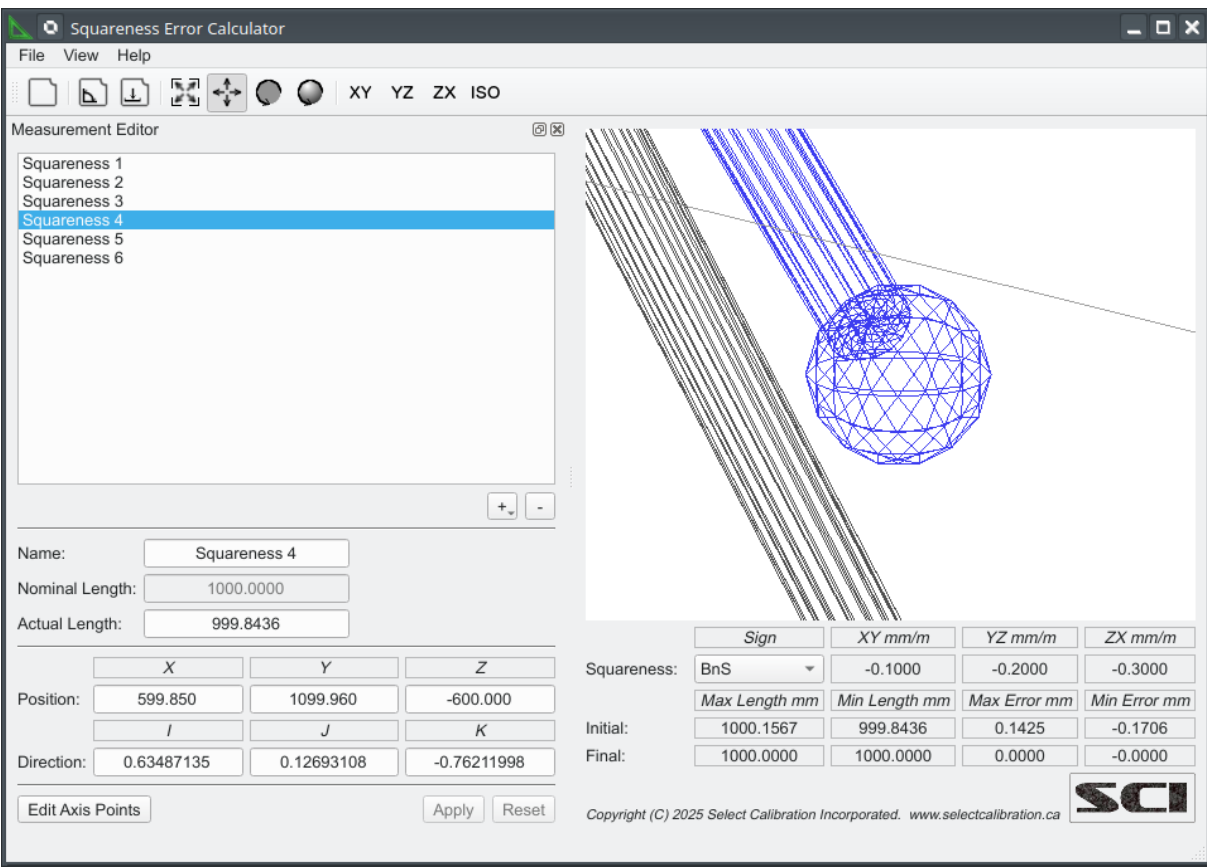 Squareness Error Calculator
File View Help
XY YZ ZX ISO
Measurement Editor
Squareness 1
Squareness 2
Squareness 3
Squareness 4
Squareness 5
Squareness 6
+ -
Name: Squareness 4
Nominal Length: 1000.0000
Actual Length: 999.8436
X Y Z
Position: 599.850 1099.960 -600.000
I J K
Direction: 0.63487135 0.12693108 -0.76211998
Edit Axis Points Apply Reset
Sign XY mm/m YZ mm/m ZX mm/m
Squareness: BnS -0.1000 -0.2000 -0.3000
Max Length mm Min Length mm Max Error mm Min Error mm
Initial: 1000.1567 999.8436 0.1425 -0.1706
Final: 1000.0000 1000.0000 0.0000 -0.0000
Copyright (C) 2025 Select Calibration Incorporated. www.selectcalibration.ca
SCI